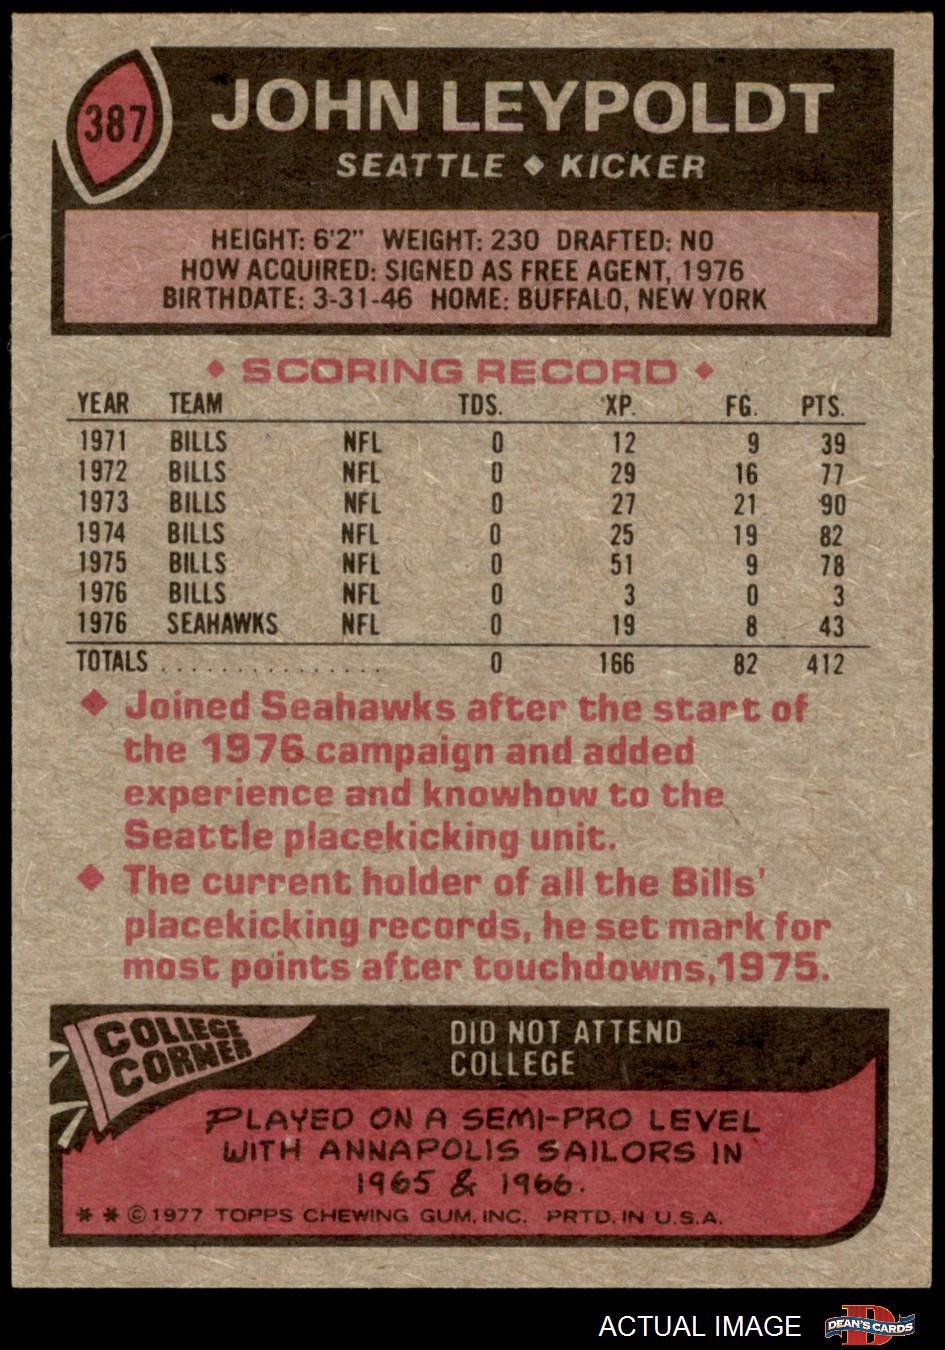 387
JOHN LEYPOLDT
SEATTLE ◆ KICKER
HEIGHT: 6'2" WEIGHT: 230 DRAFTED: NO
HOW ACQUIRED: SIGNED AS FREE AGENT, 1976
BIRTHDATE: 3-31-46 HOME: BUFFALO, NEW YORK
◆ SCORING RECORD ◆
YEAR TEAM TDS. XP. FG. PTS.
1971 BILLS NFL 0 12 9 39
1972 BILLS NFL 0 29 16 77
1973 BILLS NFL 0 27 21 90
1974 BILLS NFL 0 25 19 82
1975 BILLS NFL 0 51 9 78
1976 BILLS NFL 0 3 0 3
1976 SEAHAWKS NFL 0 19 8 43
TOTALS . . . . . . . . . . . . . . . 0 166 82 412
◆ Joined Seahawks after the start of
the 1976 campaign and added
experience and knowhow to the
Seattle placekicking unit.
◆ The current holder of all the Bills'
placekicking records, he set mark for
most points after touchdowns, 1975.
COLLEGE
CORNER
DID NOT ATTEND
COLLEGE
PLAYED ON A SEMI-PRO LEVEL
WITH ANNAPOLIS SAILORS IN
1965 & 1966.
* * © 1977 TOPPS CHEWING GUM, INC. PRTD. IN U.S.A.
ACTUAL IMAGE
DEAN'S CARDS